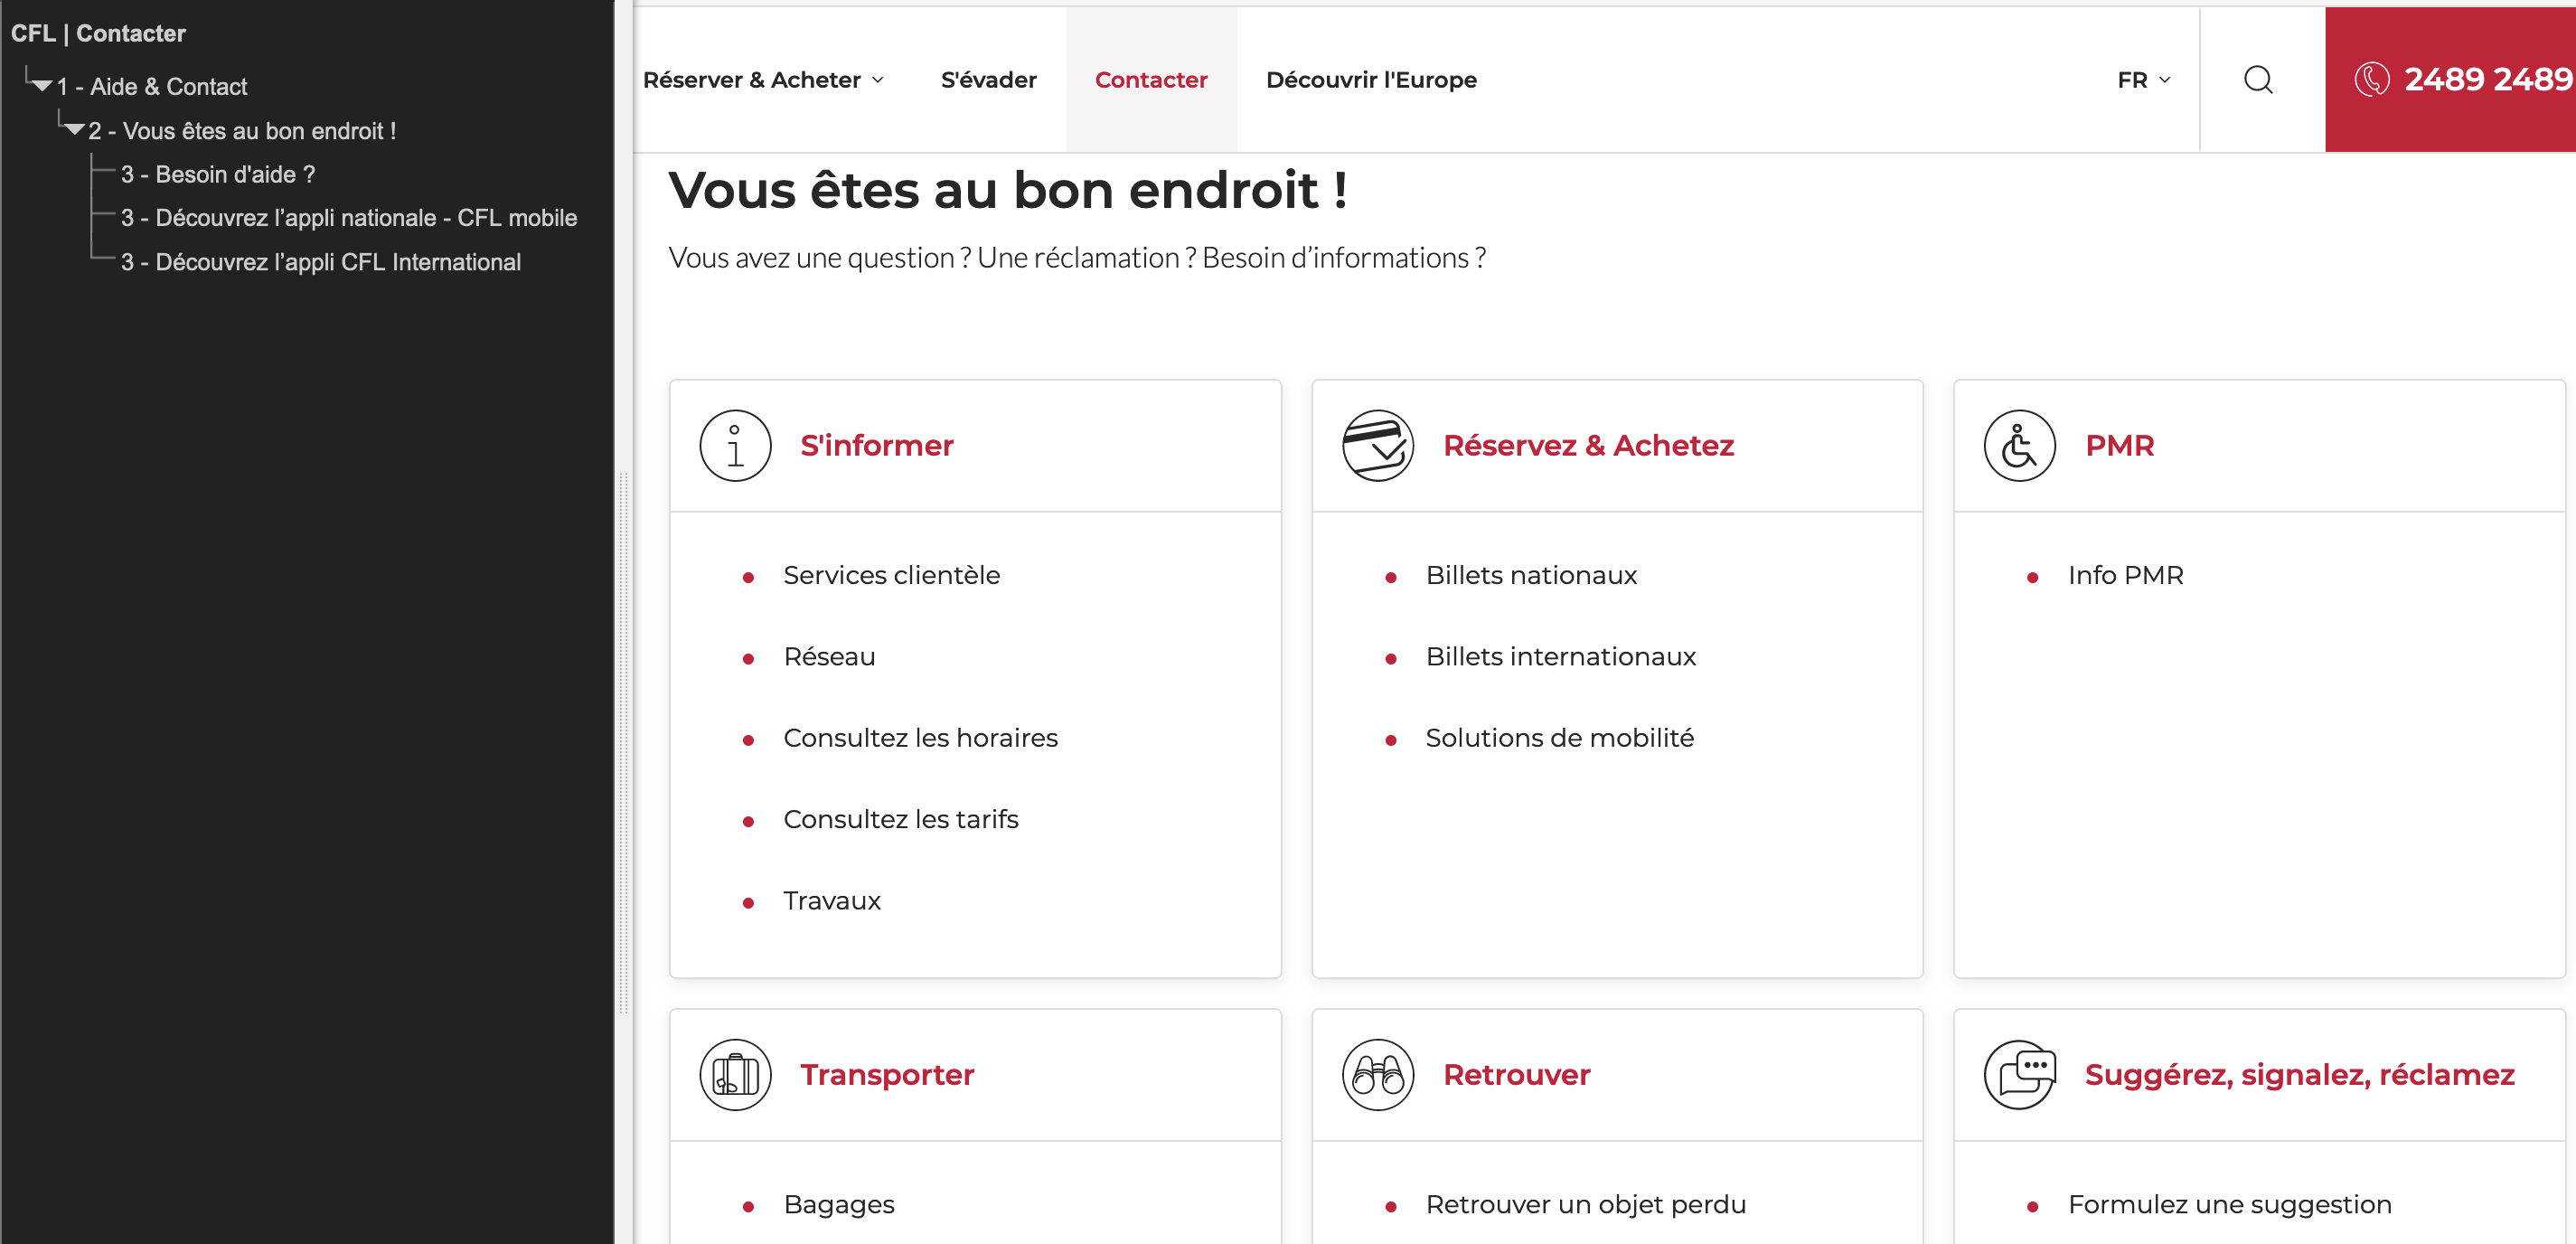 CFL | Contacter
1 - Aide & Contact
2 - Vous êtes au bon endroit !
3 - Besoin d'aide ?
3 - Découvrez l’appli nationale - CFL mobile
3 - Découvrez l’appli CFL International
Réserver & Acheter
S'évader
Contacter
Découvrir l'Europe
FR
2489 2489
Vous êtes au bon endroit !
Vous avez une question ? Une réclamation ? Besoin d’informations ?
S'informer
Services clientèle
Réseau
Consultez les horaires
Consultez les tarifs
Travaux
Réservez & Achetez
Billets nationaux
Billets internationaux
Solutions de mobilité
PMR
Info PMR
Transporter
Bagages
Retrouver
Retrouver un objet perdu
Suggérez, signalez, réclamez
Formulez une suggestion